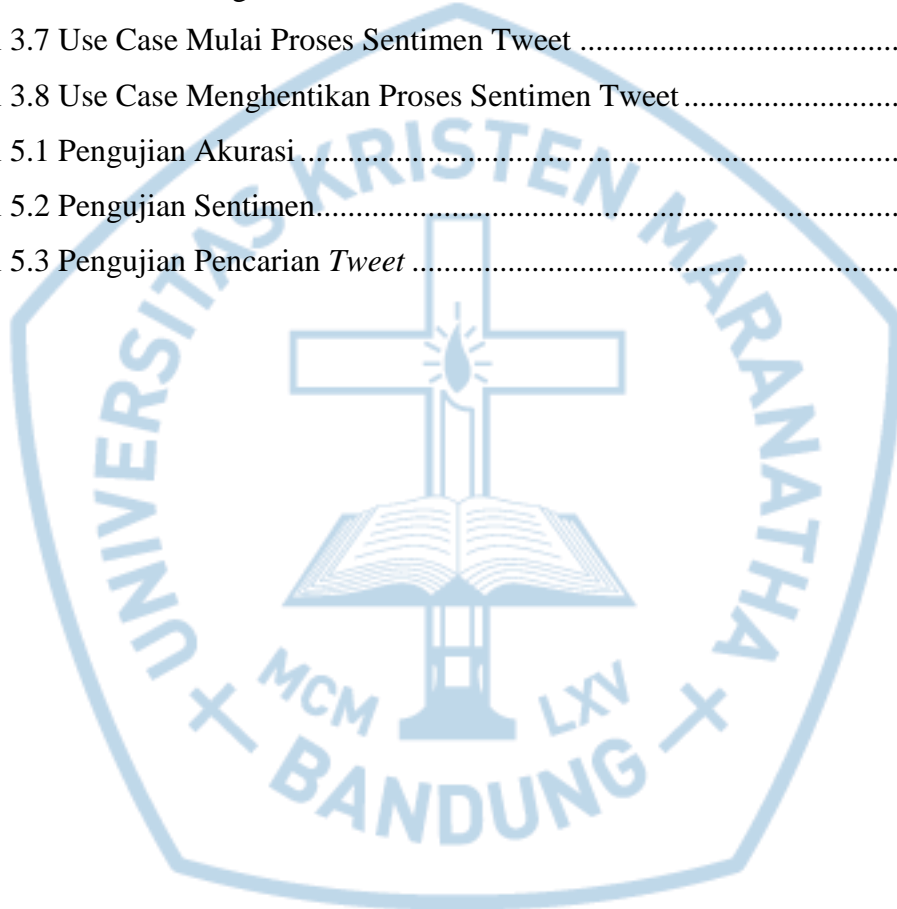 3.7 Use Case Mulai Proses Sentimen Tweet ........................................
3.8 Use Case Menghentikan Proses Sentimen Tweet ...........................
5.1 Pengujian Akurasi ...........................................................................
5.2 Pengujian Sentimen.........................................................................
5.3 Pengujian Pencarian Tweet .............................................................
UNIVERSITAS KRISTEN MARANATHA
MCM LXV
BANDUNG